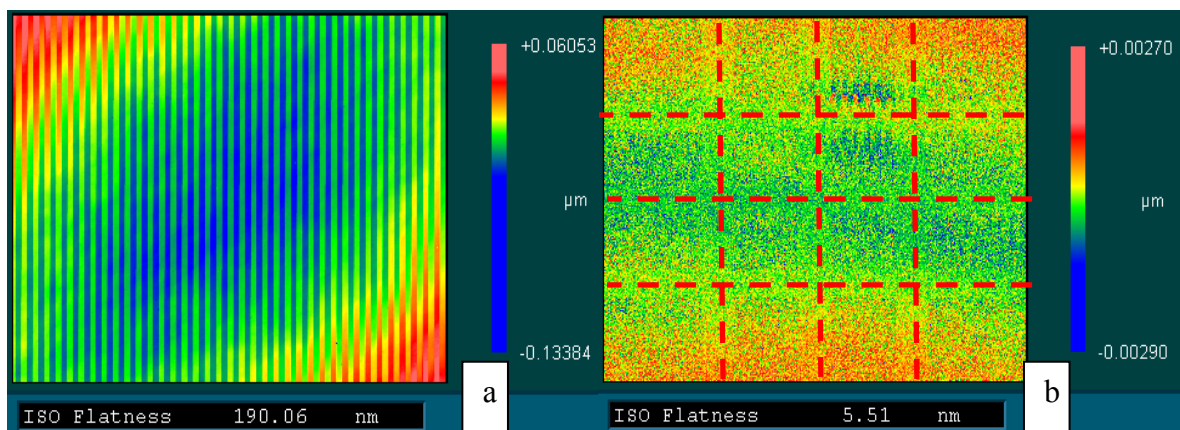 +0.06053
µm
-0.13384
a
ISO Flatness 190.06 nm
+0.00270
µm
-0.00290
b
ISO Flatness 5.51 nm